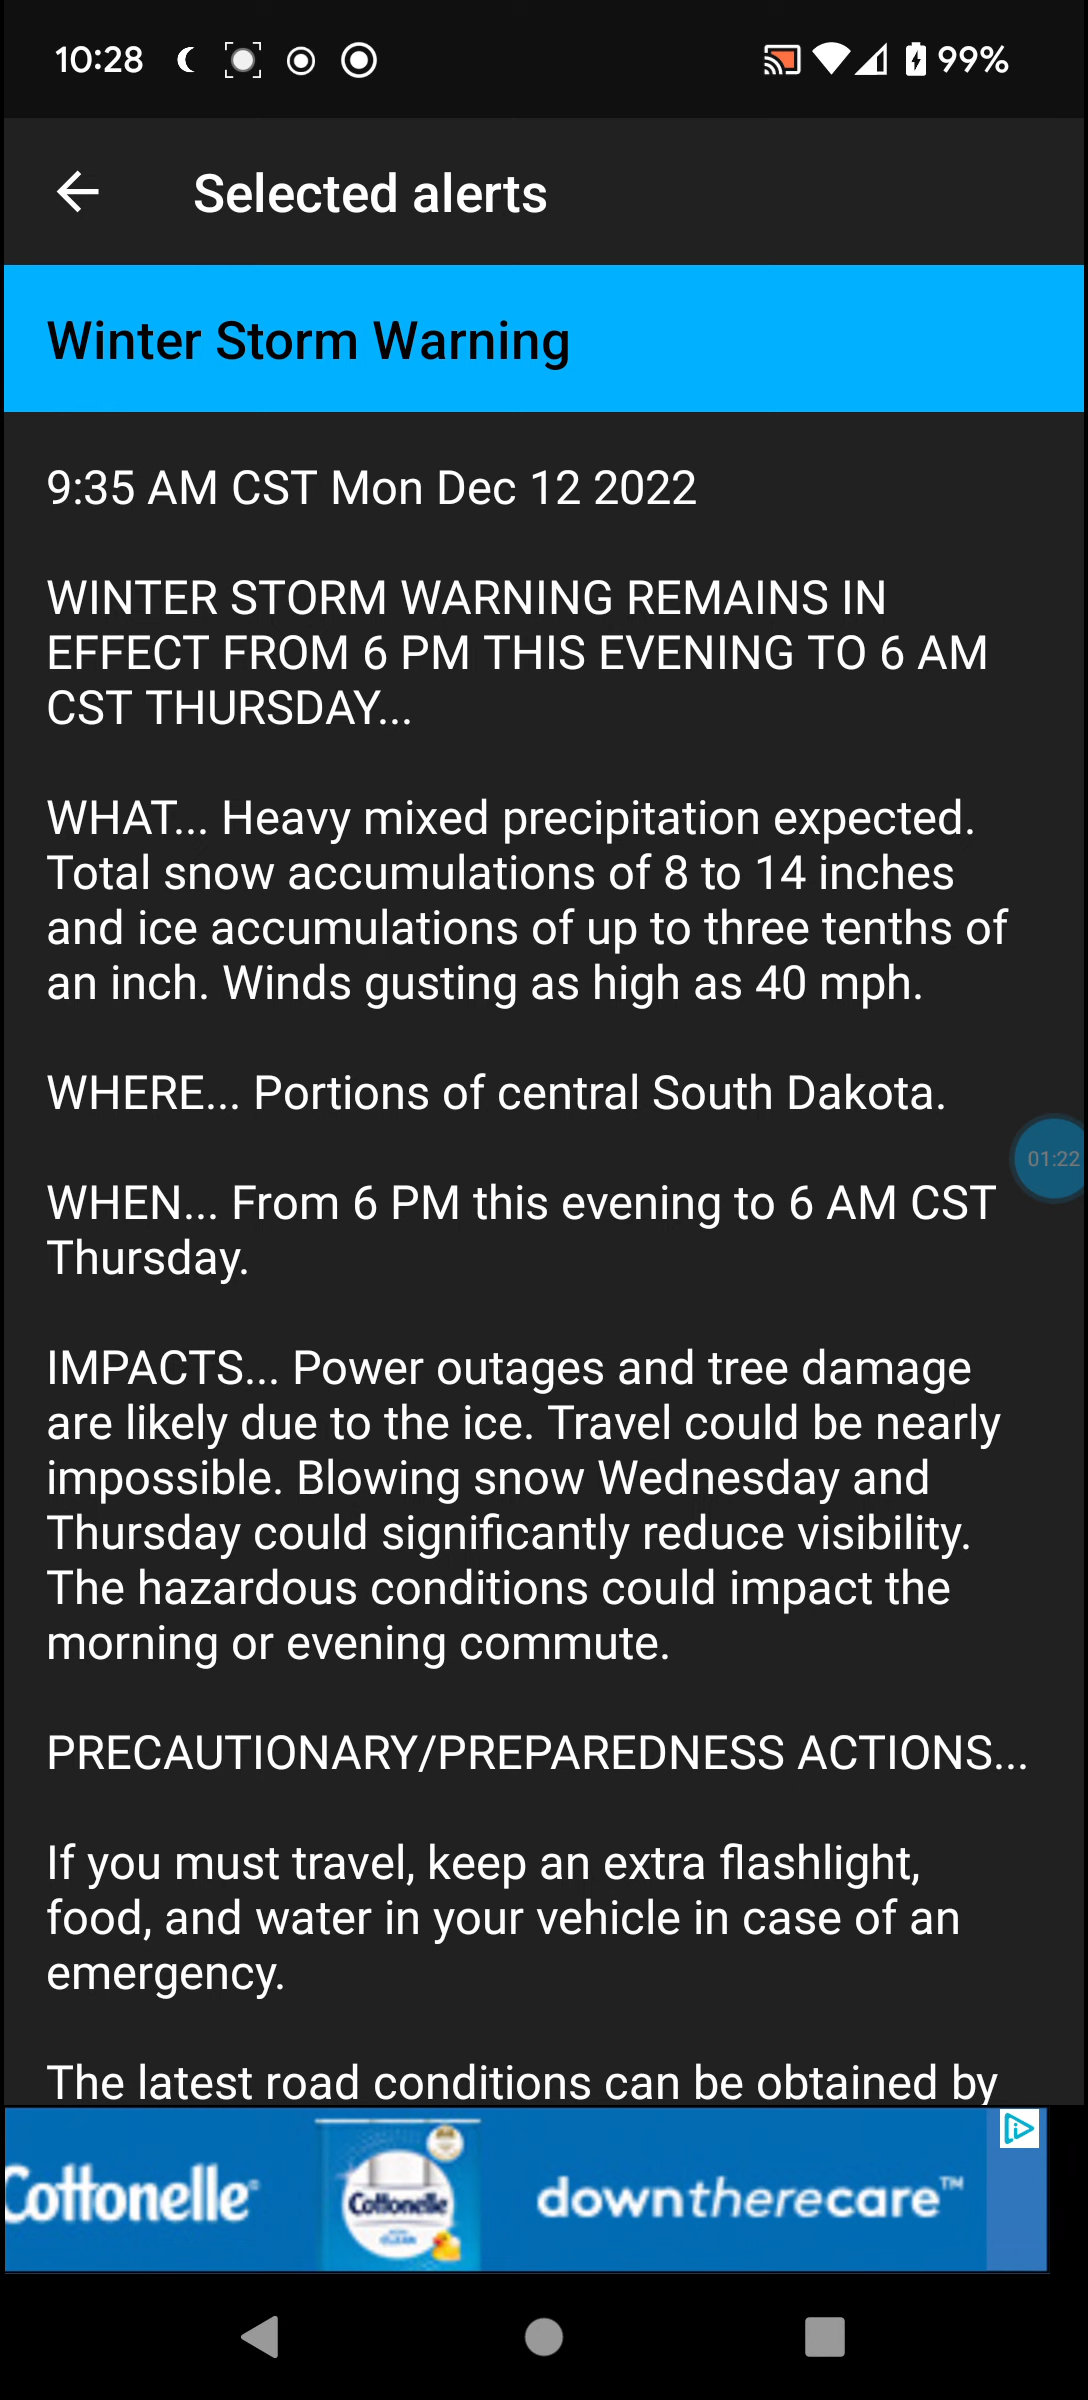 10:28
99%
Selected alerts
Winter Storm Warning
9:35 AM CST Mon Dec 12 2022
WINTER STORM WARNING REMAINS IN
EFFECT FROM 6 PM THIS EVENING TO 6 AM
CST THURSDAY...
WHAT... Heavy mixed precipitation expected.
Total snow accumulations of 8 to 14 inches
and ice accumulations of up to three tenths of
an inch. Winds gusting as high as 40 mph.
WHERE... Portions of central South Dakota.
01:22
WHEN... From 6 PM this evening to 6 AM CST
Thursday.
IMPACTS... Power outages and tree damage
are likely due to the ice. Travel could be nearly
impossible. Blowing snow Wednesday and
Thursday could significantly reduce visibility.
The hazardous conditions could impact the
morning or evening commute.
PRECAUTIONARY/PREPAREDNESS ACTIONS...
If you must travel, keep an extra flashlight,
food, and water in your vehicle in case of an
emergency.
The latest road conditions can be obtained by
Cottonelle
Cottonelle
downtherecare™